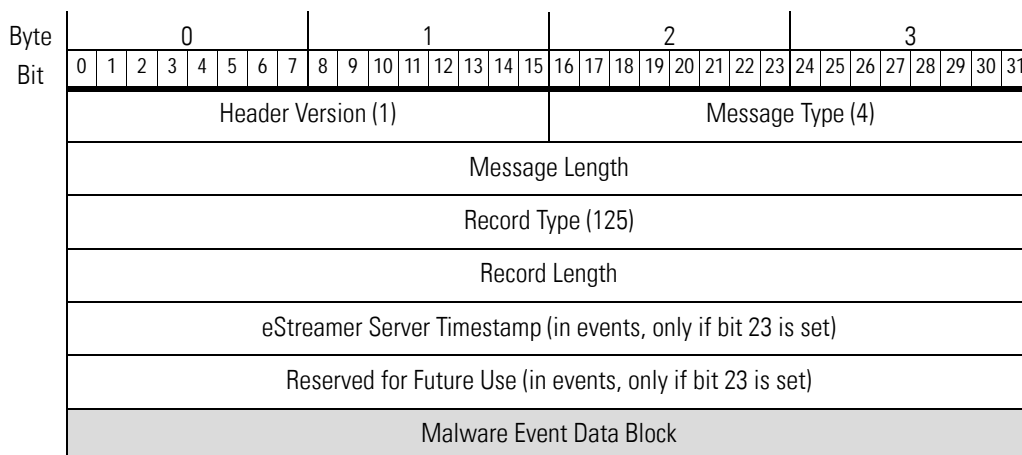 Byte 0 1 2 3
Bit 0 1 2 3 4 5 6 7 8 9 10 11 12 13 14 15 16 17 18 19 20 21 22 23 24 25 26 27 28 29 30 31
Header Version (1) Message Type (4)
Message Length
Record Type (125)
Record Length
eStreamer Server Timestamp (in events, only if bit 23 is set)
Reserved for Future Use (in events, only if bit 23 is set)
Malware Event Data Block